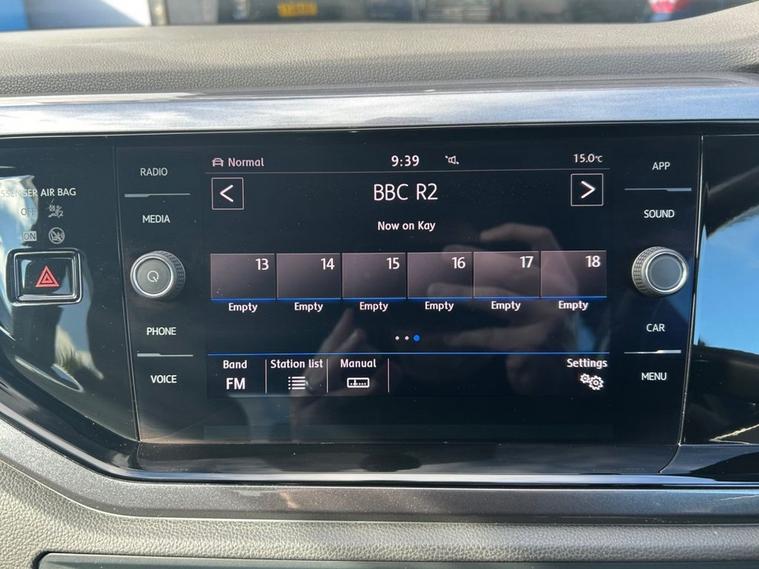 Normal 9:39 15.0°C
RADIO
APP
< BBC R2 >
MEDIA
SOUND
AIR BAG
Now on Kay
OFF
ON
13 14 15 16 17 18
Empty Empty Empty Empty Empty Empty
PHONE
CAR
Band Station list Manual Settings
FM
VOICE
MENU